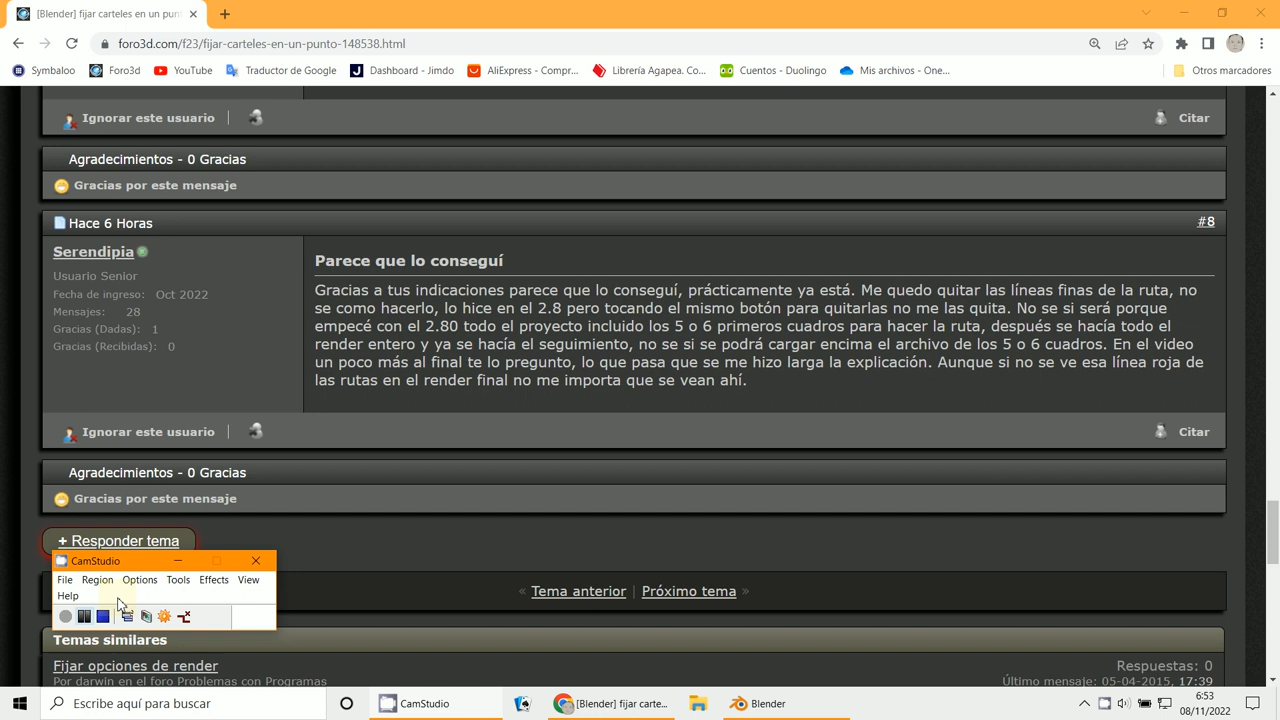 [Blender] fijar carteles en un punt
foro3d.com/f23/fijar-carteles-en-un-punto-148538.html
Symbaloo
Foro3d
YouTube
Traductor de Google
Dashboard - Jimdo
AliExpress - Compr...
Librería Agapea. Co...
Cuentos - Duolingo
Mis archivos - One...
Otros marcadores
Ignorar este usuario
Citar
Agradecimientos - 0 Gracias
Gracias por este mensaje
Hace 6 Horas
#8
Serendipia
Usuario Senior
Fecha de ingreso: Oct 2022
Mensajes: 28
Gracias (Dadas): 1
Gracias (Recibidas): 0
Parece que lo conseguí
Gracias a tus indicaciones parece que lo conseguí, prácticamente ya está. Me quedo quitar las líneas finas de la ruta, no
se como hacerlo, lo hice en el 2.8 pero tocando el mismo botón para quitarlas no me las quita. No se si será porque
empecé con el 2.80 todo el proyecto incluido los 5 o 6 primeros cuadros para hacer la ruta, después se hacía todo el
render entero y ya se hacía el seguimiento, no se si se podrá cargar encima el archivo de los 5 o 6 cuadros. En el video
un poco más al final te lo pregunto, lo que pasa que se me hizo larga la explicación. Aunque si no se ve esa línea roja de
las rutas en el render final no me importa que se vean ahí.
Ignorar este usuario
Citar
Agradecimientos - 0 Gracias
Gracias por este mensaje
+ Responder tema
CamStudio
File Region Options Tools Effects View
Help
« Tema anterior | Próximo tema »
Temas similares
Fijar opciones de render
Por darwin en el foro Problemas con Programas
Respuestas: 0
Último mensaje: 05-04-2015, 17:39
Escribe aquí para buscar
CamStudio
[Blender] fijar carte...
Blender
6:53
08/11/2022